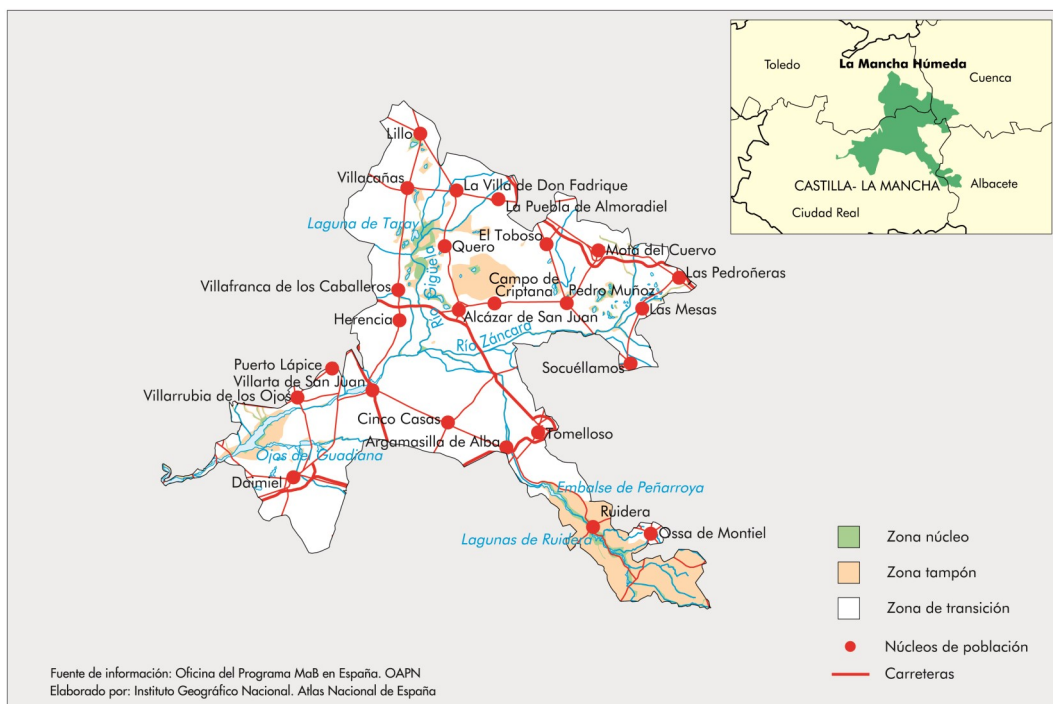 Toledo
La Mancha Húmeda
Cuenca
CASTILLA- LA MANCHA
Albacete
Ciudad Real
Lillo
Villacañas
La Villa de Don Fadrique
La Puebla de Almoradiel
Laguna de Taray
El Toboso
Quero
Mota del Cuervo
Río Gigüela
Las Pedroñeras
Campo de
Criptana
Villafranca de los Caballeros
Pedro Muñoz
Alcázar de San Juan
Las Mesas
Herencia
Río Záncara
Puerto Lápice
Socuéllamos
Villarta de San Juan
Villarrubia de los Ojos
Cinco Casas
Tomelloso
Argamasilla de Alba
Ojos del Guadiana
Daimiel
Embalse de Peñarroya
Ruidera
Lagunas de Ruidera
Ossa de Montiel
Zona núcleo
Zona tampón
Zona de transición
Núcleos de población
Carreteras
Fuente de información: Oficina del Programa MaB en España. OAPN
Elaborado por: Instituto Geográfico Nacional. Atlas Nacional de España